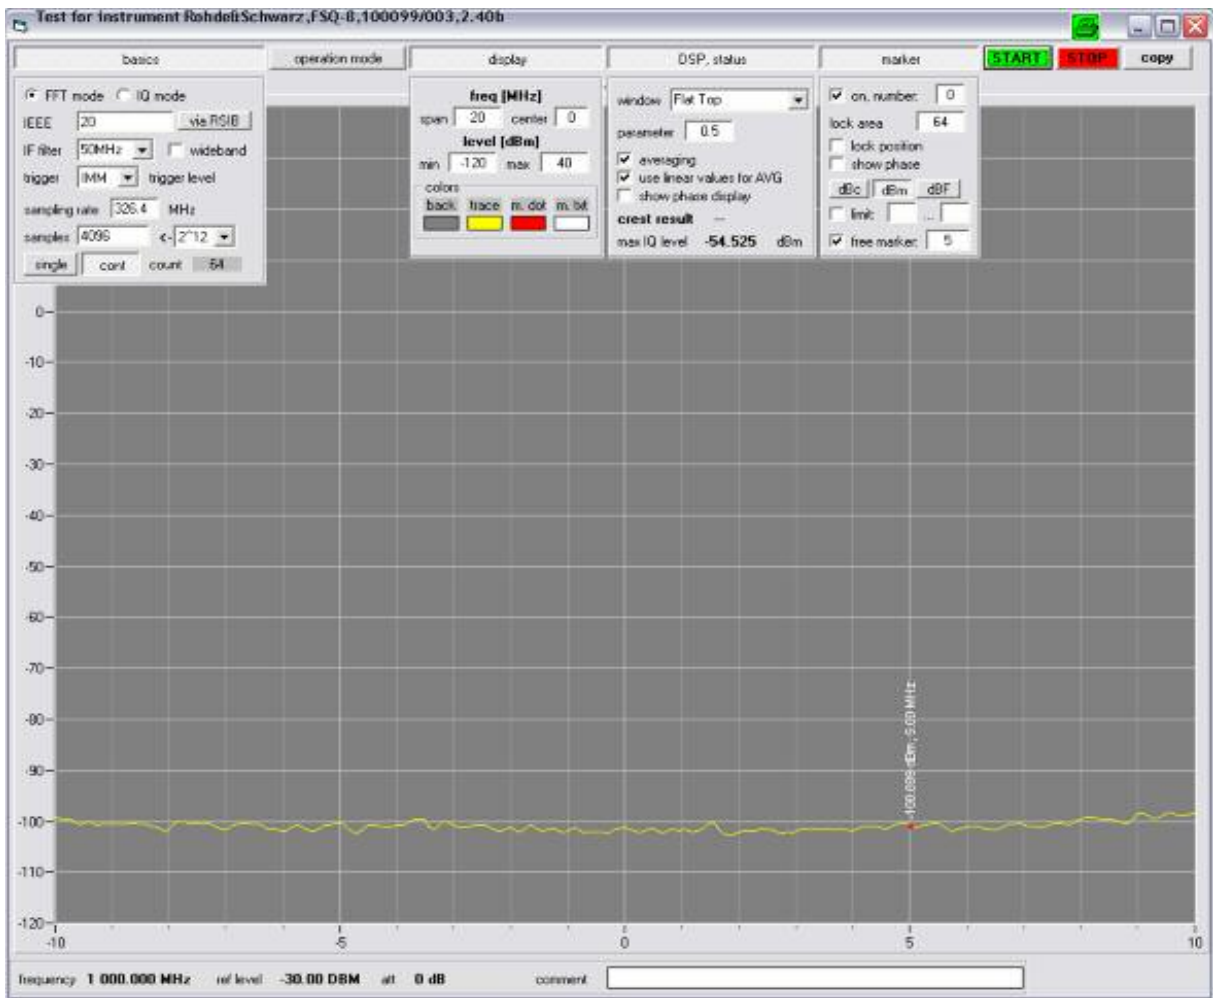 Test for instrument Rohde&Schwarz,FSQ-8,100099/003,2.40b
basics operation mode display DSP, status marker START STOP copy
FFT mode IQ mode
IEEE 20 via RSIB
IF filter 50MHz wideband
trigger IMM trigger level
sampling rate 326.4 MHz
samples 4096 <- 2^12
single cont count 64
freq [MHz]
span 20 center 0
level [dBm]
min -120 max 40
colors
back trace m. dot m. txt
window Flat Top
parameter 0.5
averaging
use linear values for AVG
show phase display
crest result --
max IQ level -54.525 dBm
on, number: 0
lock area 64
lock position
show phase
dBc dBm dBF
limit: ...
free marker: 5
0
-10
-20
-30
-40
-50
-60
-70
-80
-90
-100
-110
-120
dBm, 5.00 MHz
-10 -5 0 5 10
frequency 1 000.000 MHz ref level -30.00 DBM att 0 dB comment